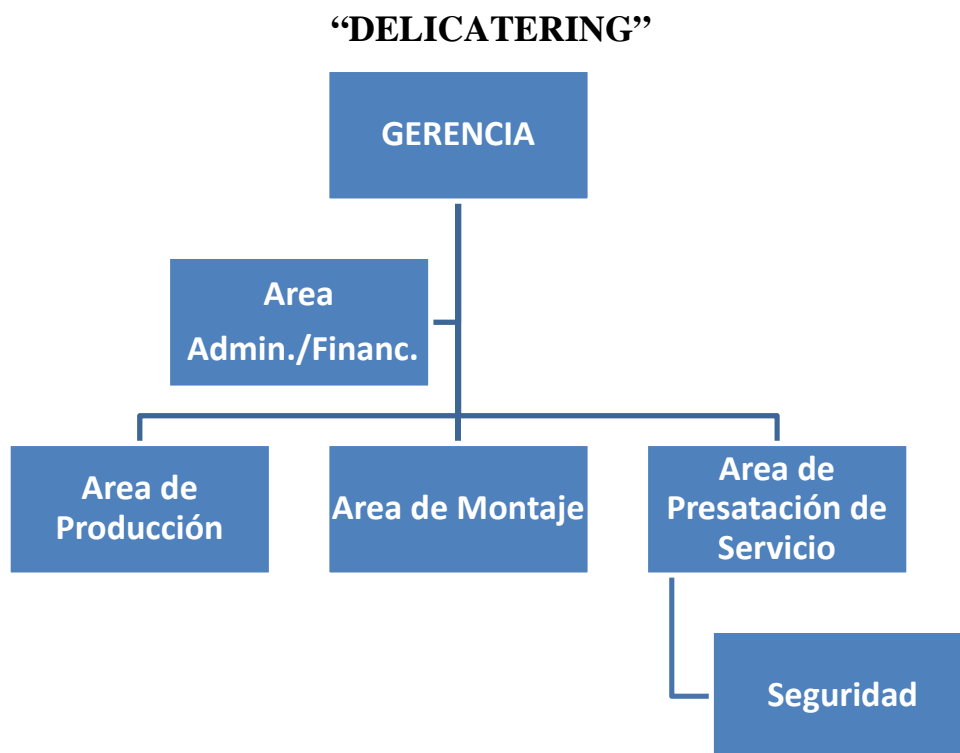 “DELICATERING”
GERENCIA
Area
Admin./Financ.
Area de
Producción
Area de Montaje
Area de
Presatación de
Servicio
Seguridad